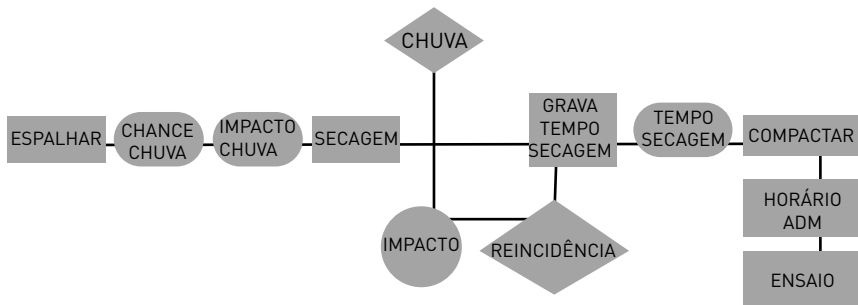 CHUVA
ESPALHAR
CHANCE
CHUVA
IMPACTO
CHUVA
SECAGEM
GRAVA
TEMPO
SECAGEM
TEMPO
SECAGEM
COMPACTAR
HORÁRIO
ADM
IMPACTO
REINCIDÊNCIA
ENSAIO